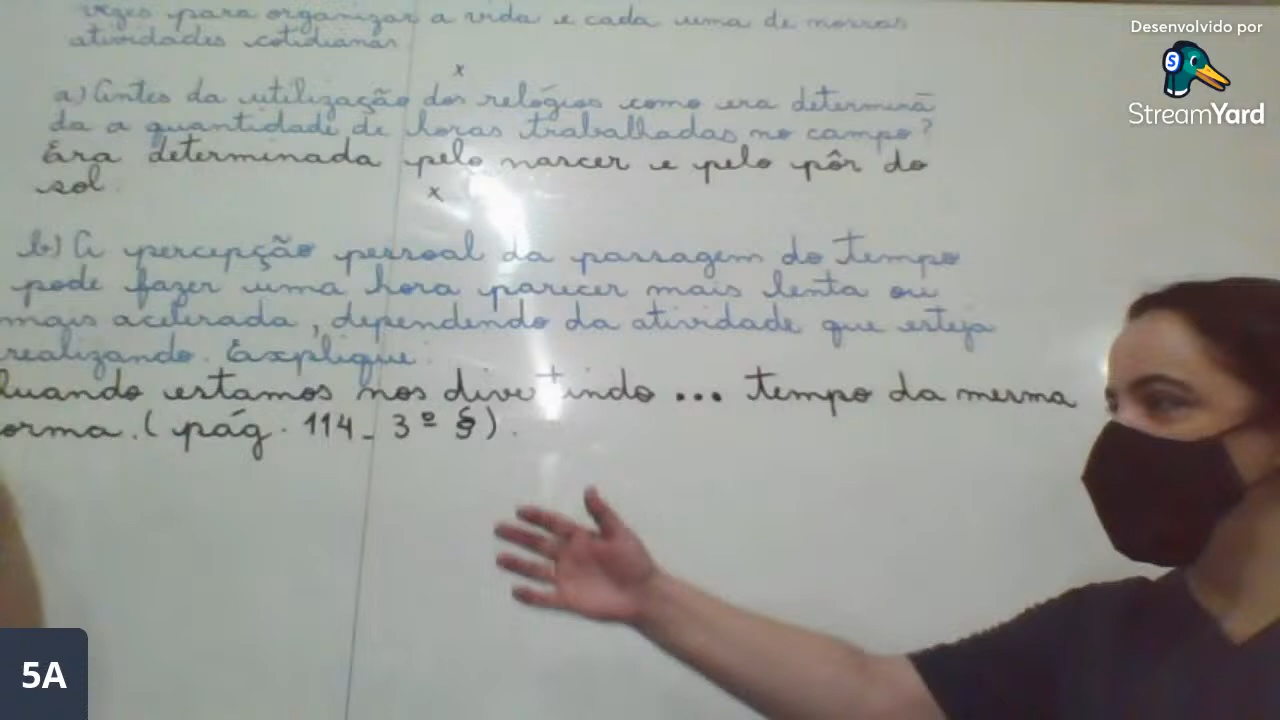 vezes para organizar a vida e cada uma de nossas
atividades cotidianas
x
a) Antes da utilização dos relógios como era determina
da a quantidade de horas trabalhadas no campo?
Era determinada pelo nascer e pelo pôr do
sol.
x
b) A percepção pessoal da passagem do tempo
pode fazer uma hora parecer mais lenta ou
mais acelerada, dependendo da atividade que esteja
realizando. Explique.
uando estamos nos divertindo ... tempo da mesma
orma. (pág. 114 - 3º §).
Desenvolvido por
StreamYard
5A